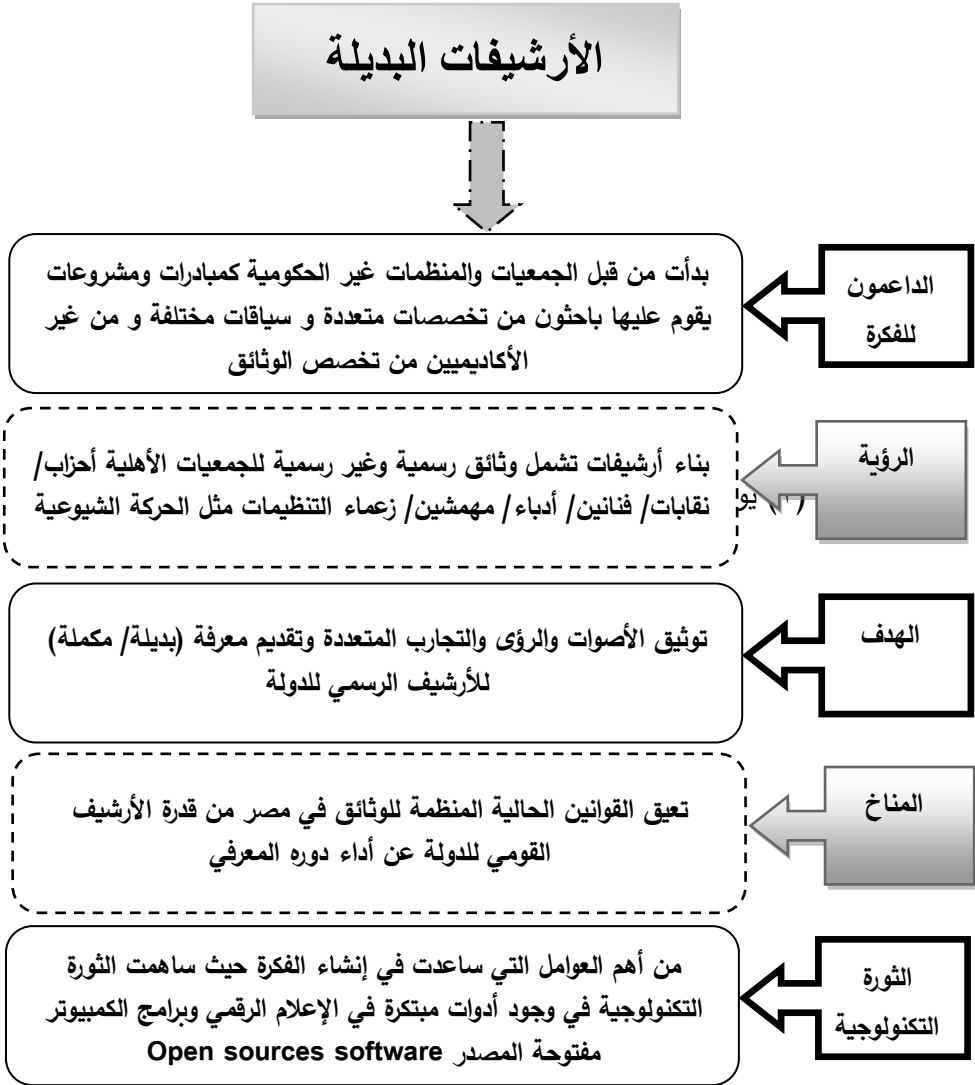 الأرشيفات البديلة
الداعمون
للفكرة
بدأت من قبل الجمعيات والمنظمات غير الحكومية كمبادرات ومشروعات
يقوم عليها باحثون من تخصصات متعددة و سياقات مختلفة و من غير
الأكاديميين من تخصص الوثائق
الرؤية
بناء أرشيفات تشمل وثائق رسمية وغير رسمية للجمعيات الأهلية أحزاب/
نقابات/ فنانين/ أدباء/ مهمشين/ زعماء التنظيمات مثل الحركة الشيوعية
الهدف
توثيق الأصوات والرؤى والتجارب المتعددة وتقديم معرفة (بديلة/ مكملة)
للأرشيف الرسمي للدولة
المناخ
تعيق القوانين الحالية المنظمة للوثائق في مصر من قدرة الأرشيف
القومي للدولة عن أداء دوره المعرفي
الثورة
التكنولوجية
من أهم العوامل التي ساعدت في إنشاء الفكرة حيث ساهمت الثورة
التكنولوجية في وجود أدوات مبتكرة في الإعلام الرقمي وبرامج الكمبيوتر
مفتوحة المصدر Open sources software